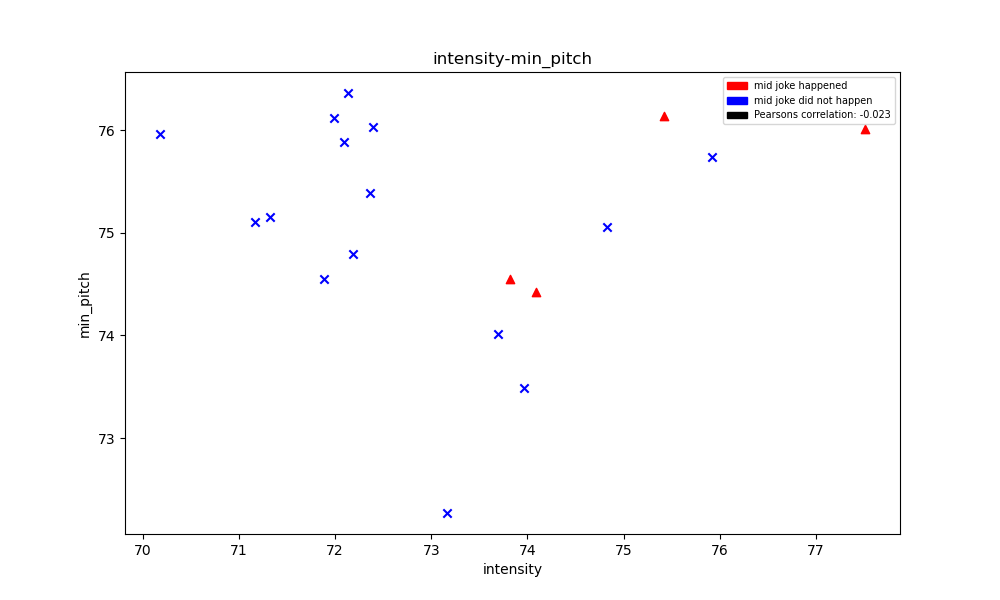 intensity-min_pitch
mid joke happened
mid joke did not happen
Pearsons correlation: -0.023
76
75
74
73
min_pitch
70 71 72 73 74 75 76 77
intensity